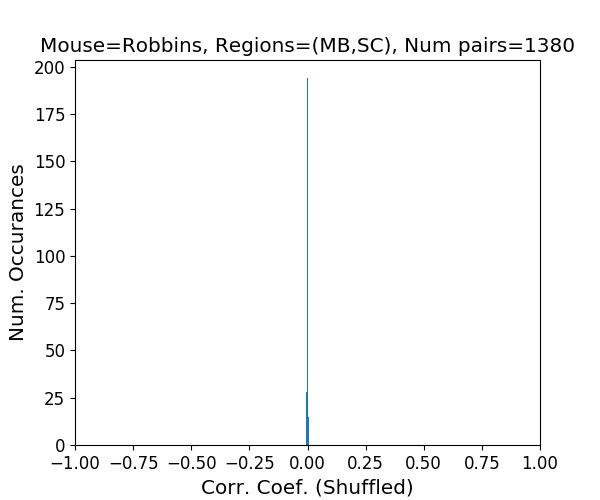 Mouse=Robbins, Regions=(MB,SC), Num pairs=1380
200
175
150
125
100
75
50
25
0
Num. Occurances
−1.00 −0.75 −0.50 −0.25 0.00 0.25 0.50 0.75 1.00
Corr. Coef. (Shuffled)